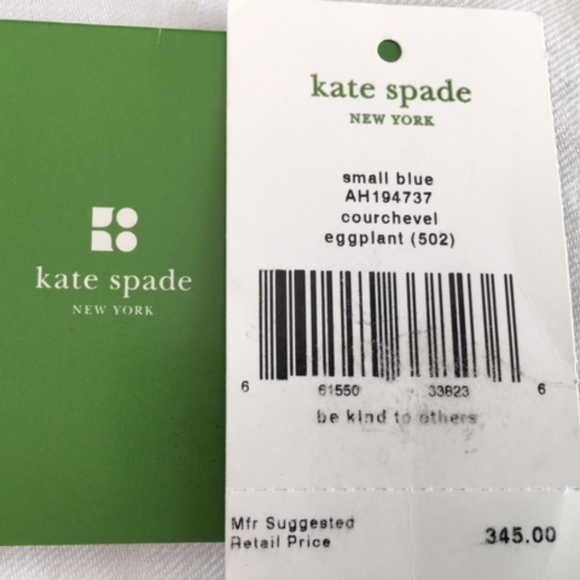 kate spade
NEW YORK
kate spade
NEW YORK
small blue
AH194737
courchevel
eggplant (502)
6 61550 33823 6
be kind to others
Mfr Suggested
Retail Price 345.00